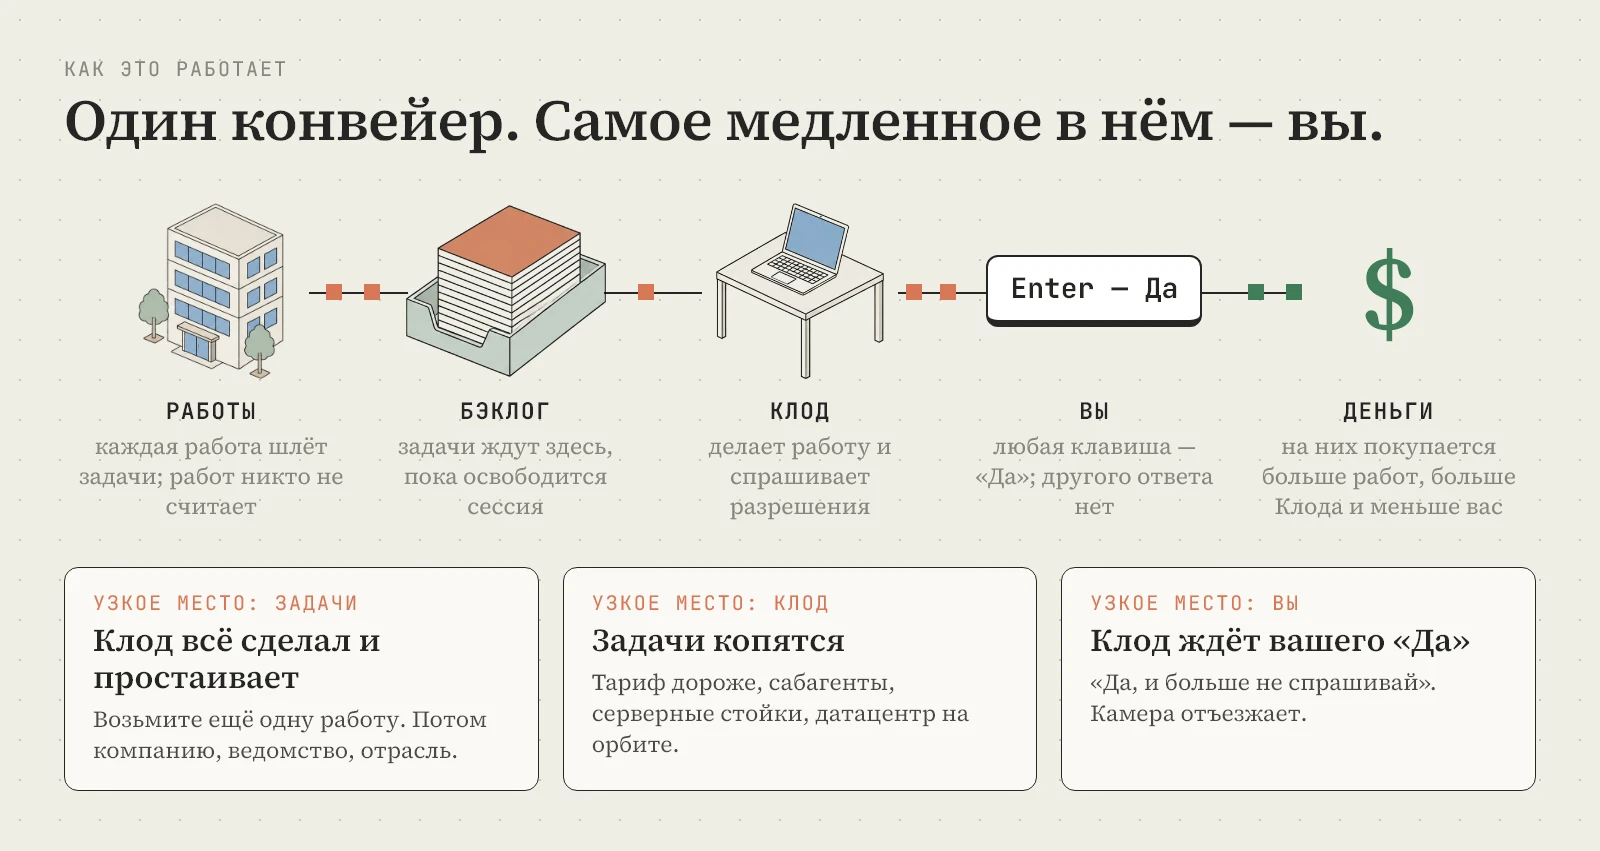 КАК ЭТО РАБОТАЕТ
Один конвейер. Самое медленное в нём — вы.
Enter — Да
$
РАБОТЫ
каждая работа шлёт
задачи; работ никто не
считает
БЭКЛОГ
задачи ждут здесь,
пока освободится
сессия
КЛОД
делает работу и
спрашивает
разрешения
ВЫ
любая клавиша —
«Да»; другого ответа
нет
ДЕНЬГИ
на них покупается
больше работ, больше
Клода и меньше вас
УЗКОЕ МЕСТО: ЗАДАЧИ
Клод всё сделал и
простаивает
Возьмите ещё одну работу. Потом
компанию, ведомство, отрасль.
УЗКОЕ МЕСТО: КЛОД
Задачи копятся
Тариф дороже, сабагенты,
серверные стойки, датацентр на
орбите.
УЗКОЕ МЕСТО: ВЫ
Клод ждёт вашего «Да»
«Да, и больше не спрашивай».
Камера отъезжает.